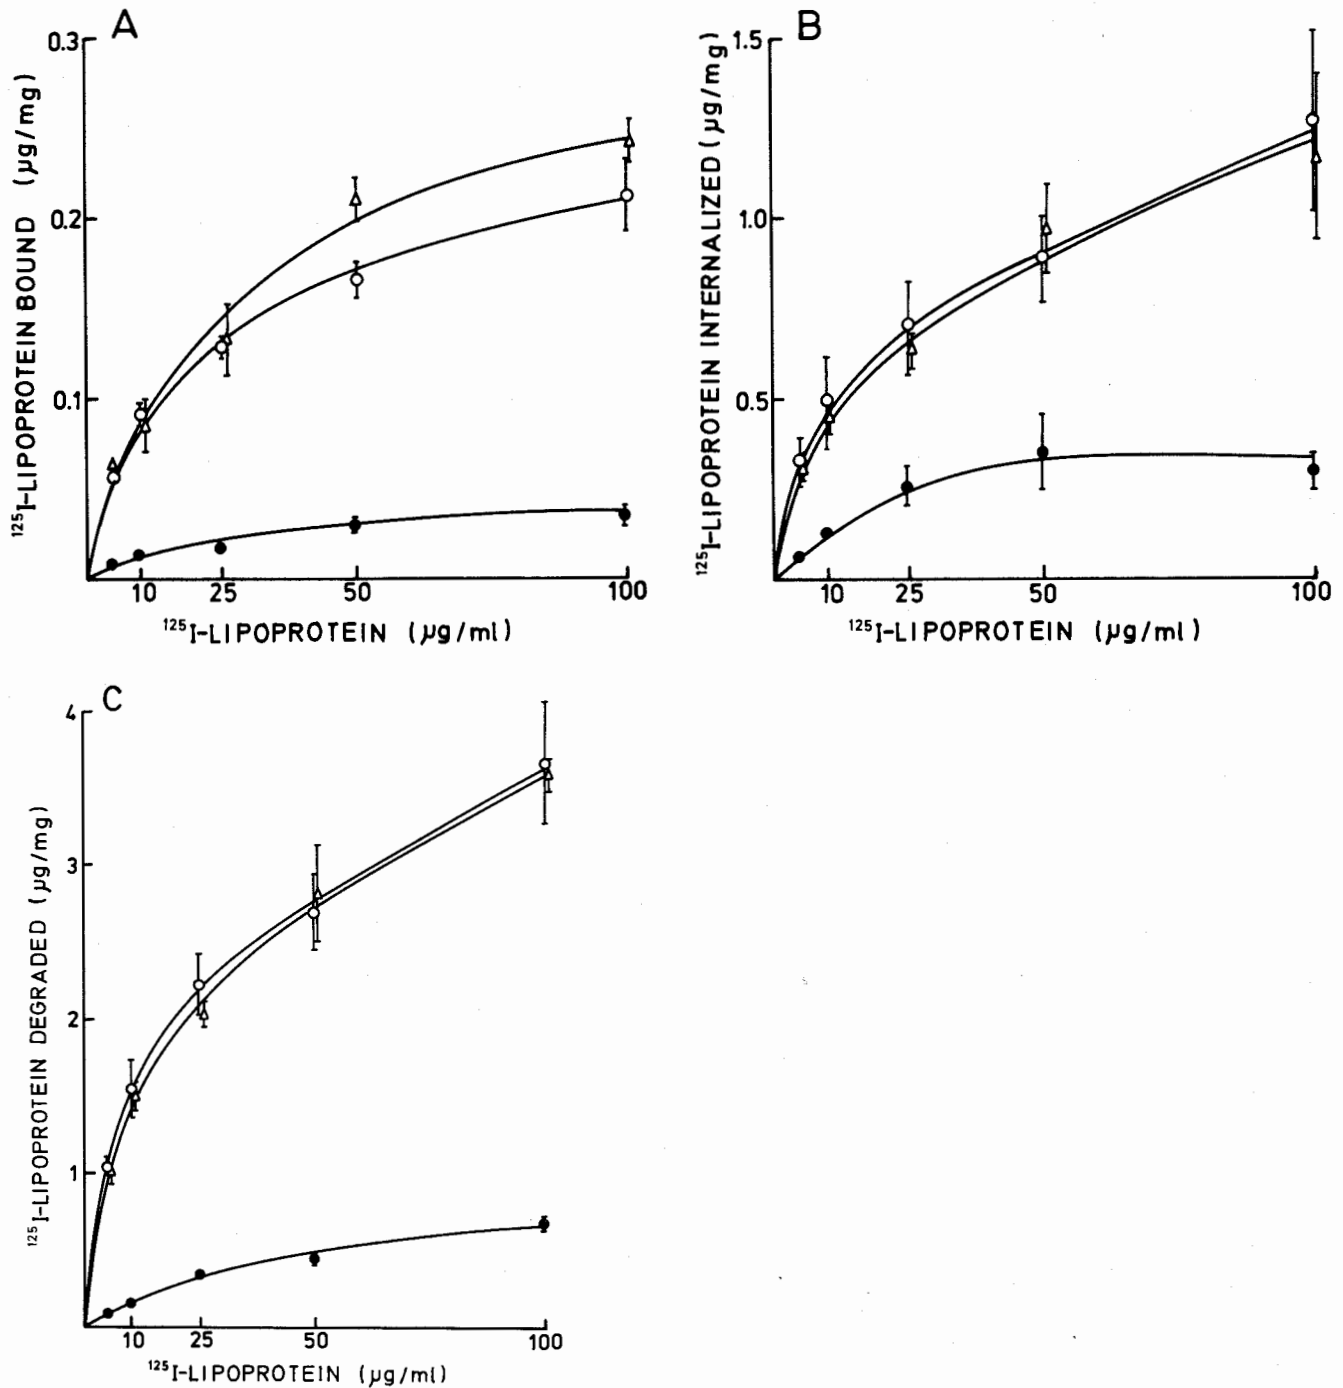 A
0.3
0.2
0.1
10 25 50 100
¹²⁵I-LIPOPROTEIN BOUND (µg/mg)
¹²⁵I-LIPOPROTEIN (µg/ml)
B
1.5
1.0
0.5
10 25 50 100
¹²⁵I-LIPOPROTEIN INTERNALIZED (µg/mg)
¹²⁵I-LIPOPROTEIN (µg/ml)
C
4
3
2
1
10 25 50 100
¹²⁵I-LIPOPROTEIN DEGRADED (µg/mg)
¹²⁵I-LIPOPROTEIN (µg/ml)